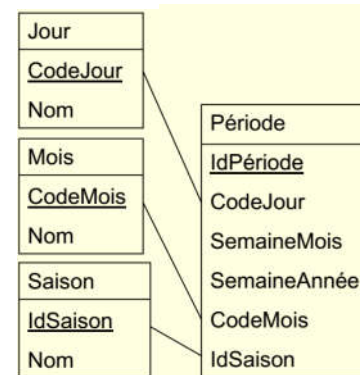 Jour
CodeJour
Nom
Mois
CodeMois
Nom
Saison
IdSaison
Nom
Période
IdPériode
CodeJour
SemaineMois
SemaineAnnée
CodeMois
IdSaison